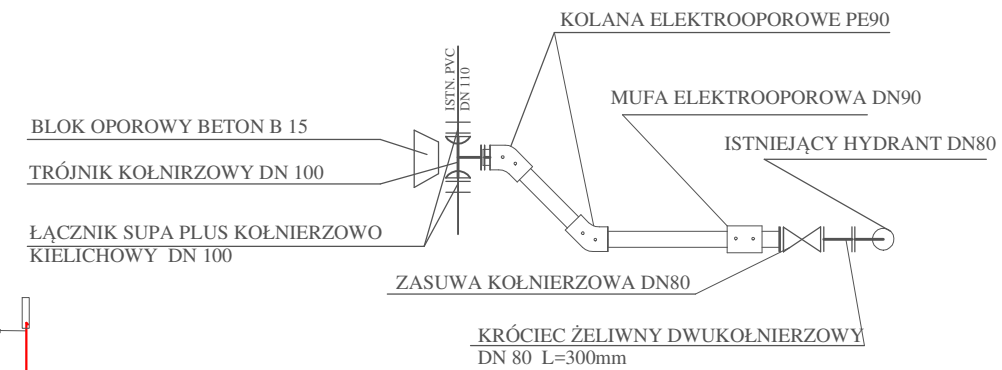 KOLANA ELEKTROOPOROWE PE90
ISTN. PVC
DN 110
MUFA ELEKTROOPOROWA DN90
BLOK OPOROWY BETON B 15
ISTNIEJĄCY HYDRANT DN80
TRÓJNIK KOŁNIRZOWY DN 100
ŁĄCZNIK SUPA PLUS KOŁNIERZOWO
KIELICHOWY DN 100
ZASUWA KOŁNIERZOWA DN80
KRÓCIEC ŻELIWNY DWUKOŁNIERZOWY
DN 80 L=300mm